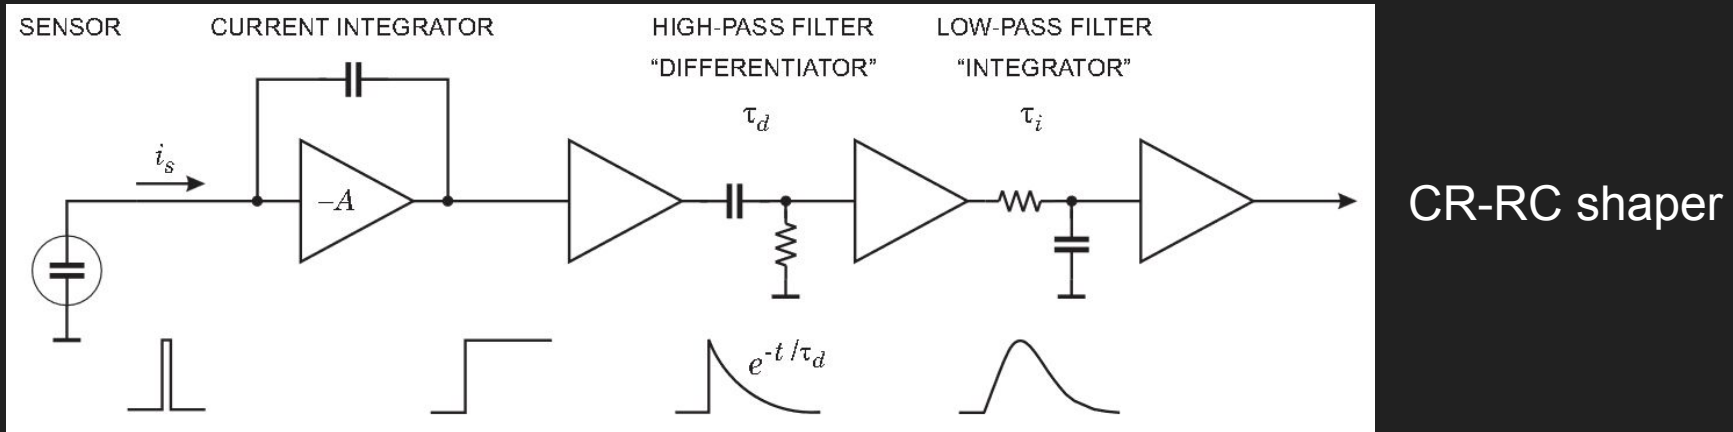 SENSOR
CURRENT INTEGRATOR
HIGH-PASS FILTER
“DIFFERENTIATOR”
τd
LOW-PASS FILTER
“INTEGRATOR”
τi
is
−A
e-t /τd
CR-RC shaper